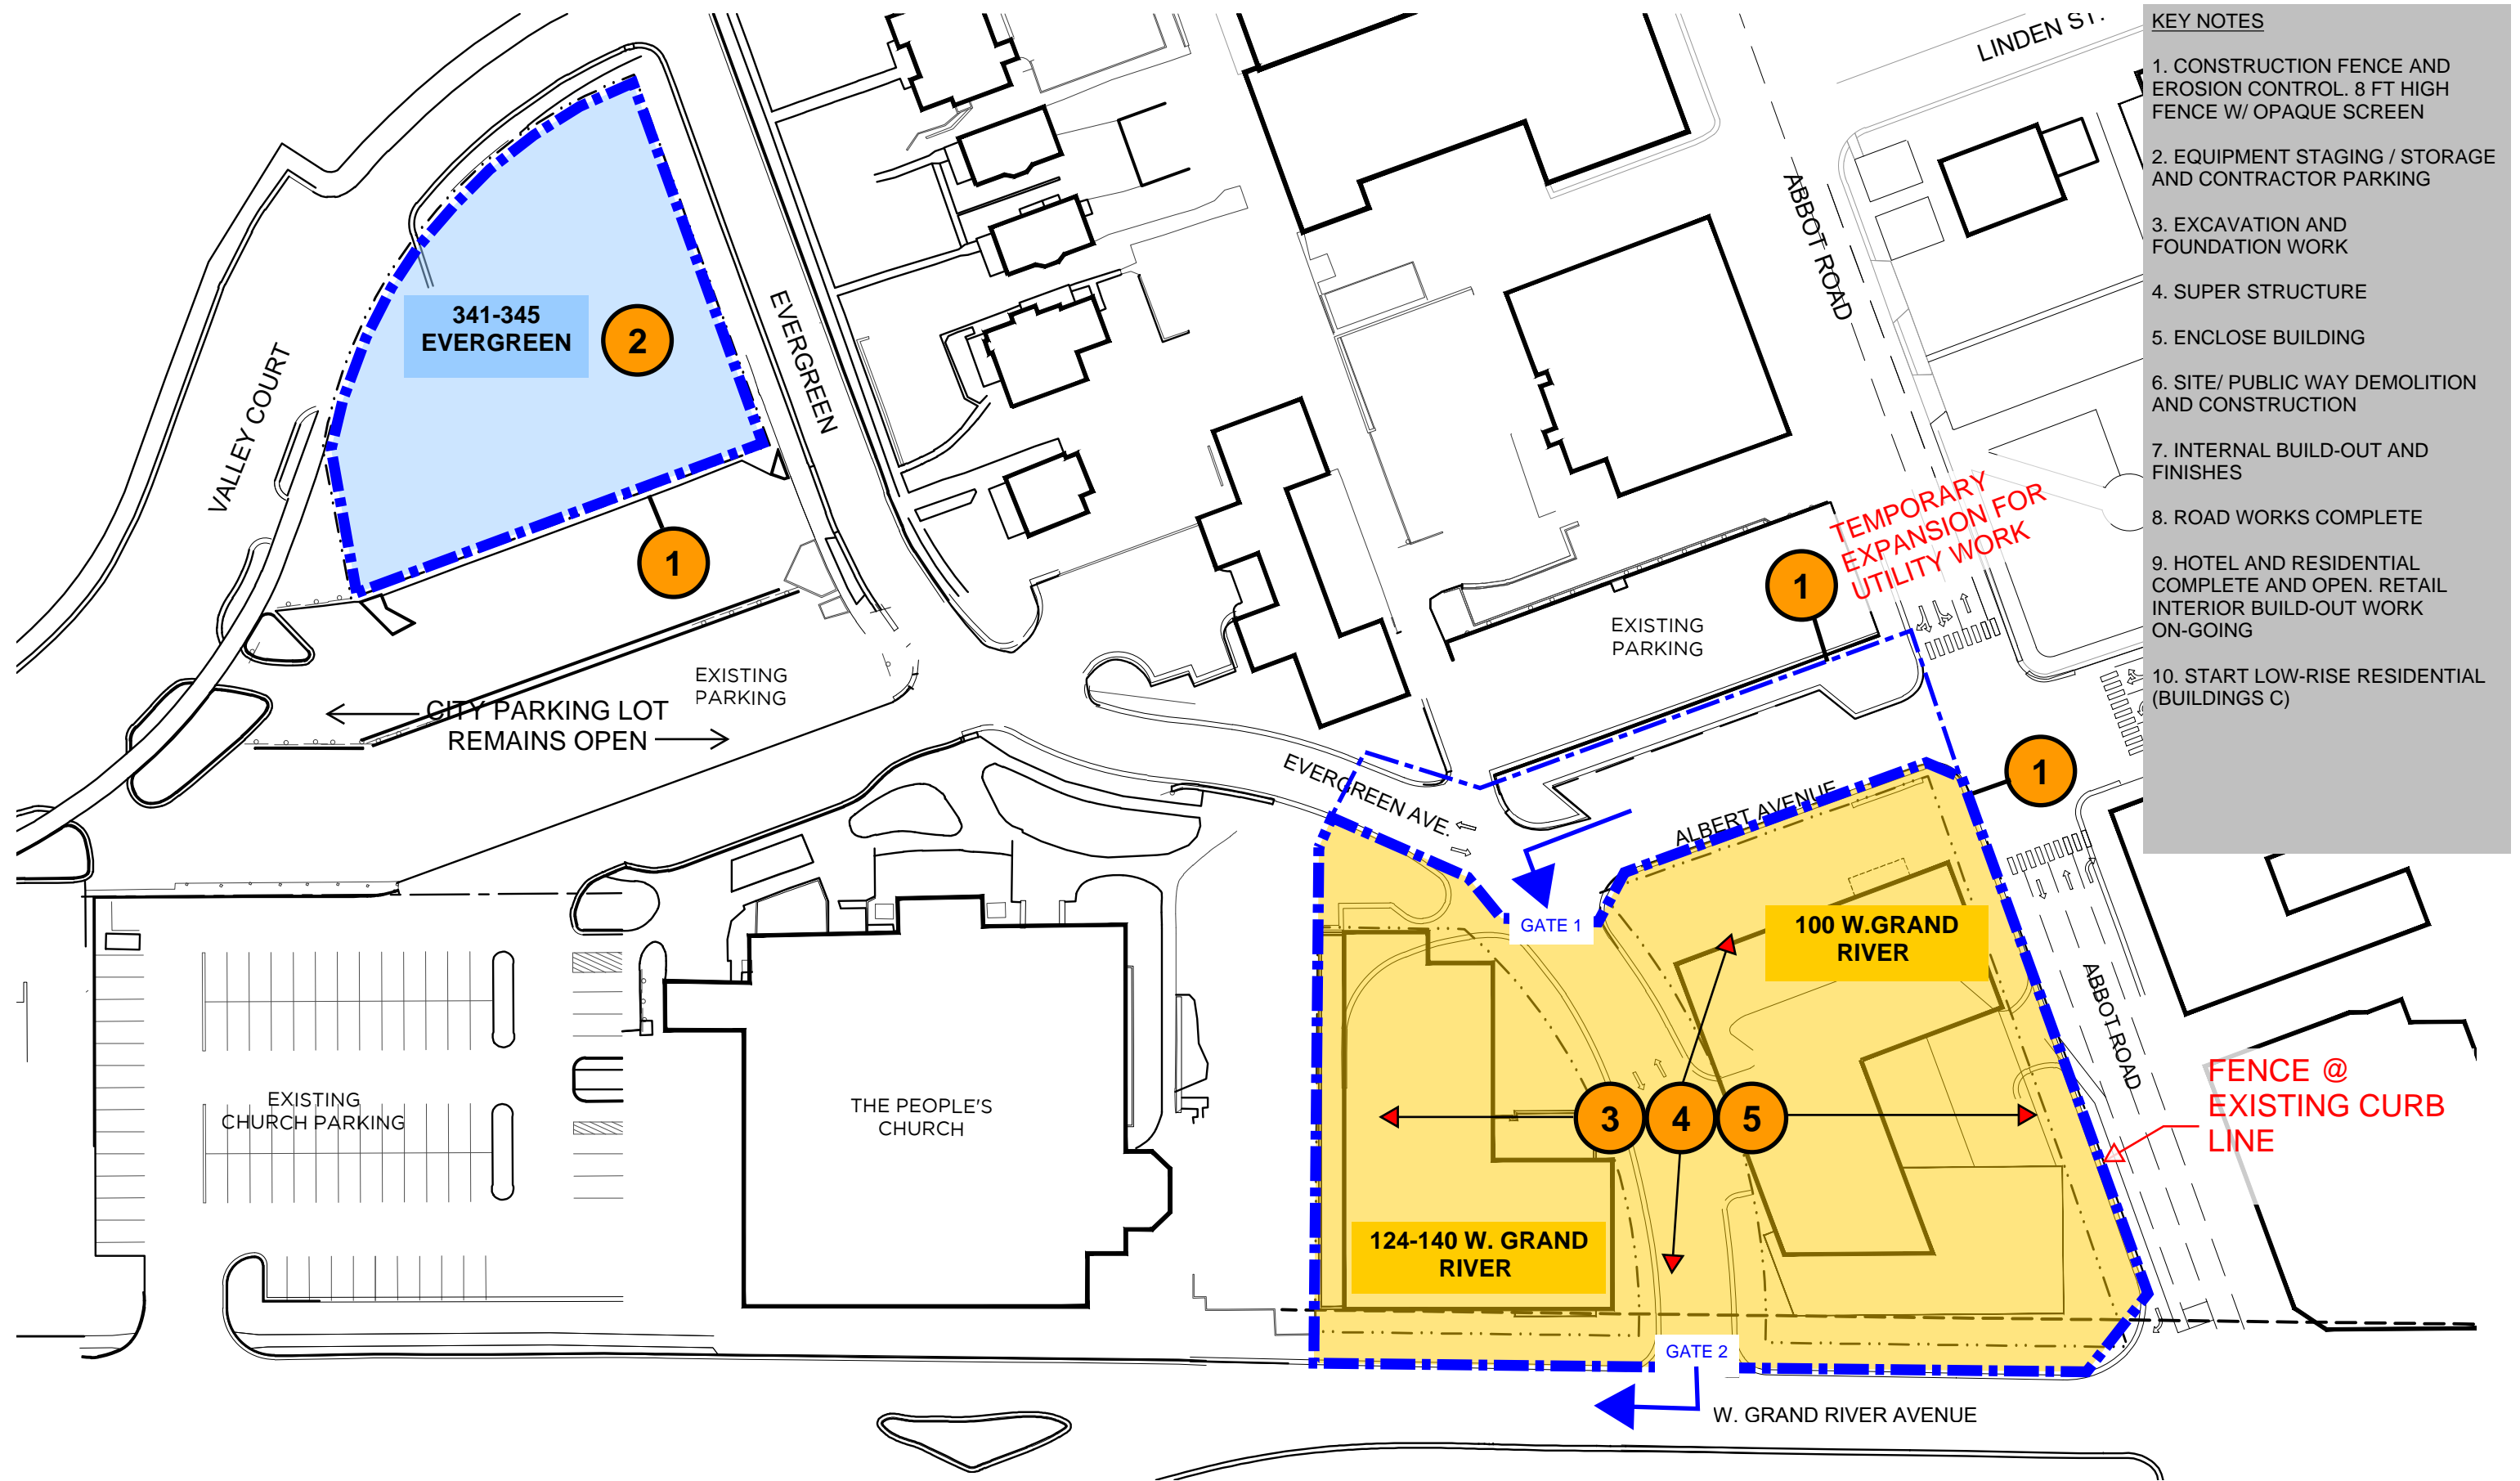 LINDEN ST.
KEY NOTES
1. CONSTRUCTION FENCE AND
EROSION CONTROL. 8 FT HIGH
FENCE W/ OPAQUE SCREEN
2. EQUIPMENT STAGING / STORAGE
AND CONTRACTOR PARKING
3. EXCAVATION AND
FOUNDATION WORK
4. SUPER STRUCTURE
5. ENCLOSE BUILDING
6. SITE/ PUBLIC WAY DEMOLITION
AND CONSTRUCTION
7. INTERNAL BUILD-OUT AND
FINISHES
8. ROAD WORKS COMPLETE
9. HOTEL AND RESIDENTIAL
COMPLETE AND OPEN. RETAIL
INTERIOR BUILD-OUT WORK
ON-GOING
10. START LOW-RISE RESIDENTIAL
(BUILDINGS C)
341-345
EVERGREEN
2
EVERGREEN
VALLEY COURT
1
ABBOT ROAD
TEMPORARY
EXPANSION FOR
UTILITY WORK
1
EXISTING
PARKING
EXISTING
PARKING
CITY PARKING LOT
REMAINS OPEN
EVERGREEN AVE.
ALBERT AVENUE
1
GATE 1
100 W.GRAND
RIVER
ABBOT ROAD
FENCE @
EXISTING CURB
LINE
EXISTING
CHURCH PARKING
THE PEOPLE'S
CHURCH
3
4
5
124-140 W. GRAND
RIVER
GATE 2
W. GRAND RIVER AVENUE